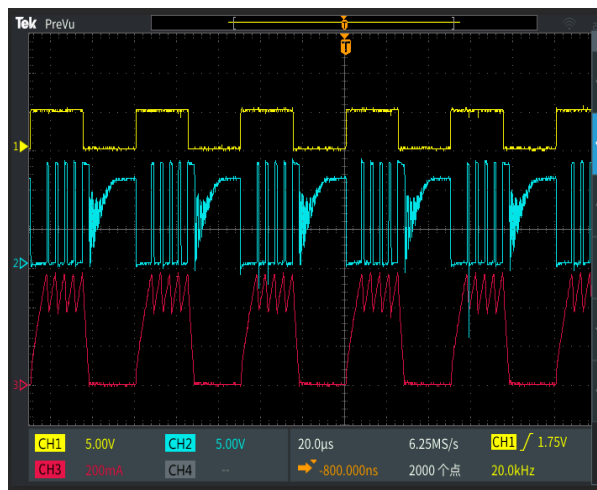 Tek PreVu
T
T
1
2
3
CH1 5.00V CH2 5.00V 20.0µs 6.25MS/s CH1 1.75V
CH3 200mA CH4 -- -800.000ns 2000 个点 20.0kHz